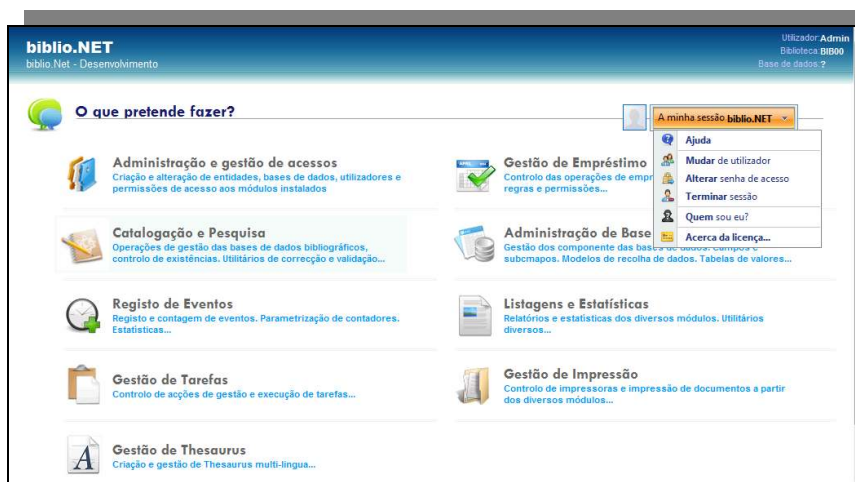 biblio.NET
biblio.Net - Desenvolvimento
Utilizador: Admin
Biblioteca BIB00
Base de dados ?
O que pretende fazer?
A minha sessão biblio.NET
Ajuda
Mudar de utilizador
Alterar senha de acesso
Terminar sessão
Quem sou eu?
Acerca da licença...
Administração e gestão de acessos
Criação e alteração de entidades, bases de dados, utilizadores e
permissões de acesso aos módulos instalados
Gestão de Empréstimo
Controlo das operações de empr
regras e permissões...
Catalogação e Pesquisa
Operações de gestão das bases de dados bibliográficos,
controlo de existências. Utilitários de correcção e validação...
Administração de Base
Gestão dos componente das bases de dados. Campos e
subcmapos. Modelos de recolha de dados. Tabelas de valores...
Registo de Eventos
Registo e contagem de eventos. Parametrização de contadores.
Estatísticas...
Listagens e Estatísticas
Relatórios e estatísticas dos diversos módulos. Utilitários
diversos...
Gestão de Tarefas
Controlo de acções de gestão e execução de tarefas...
Gestão de Impressão
Controlo de impressoras e impressão de documentos a partir
dos diversos módulos...
A
Gestão de Thesaurus
Criação e gestão de Thesaurus multi-lingua...